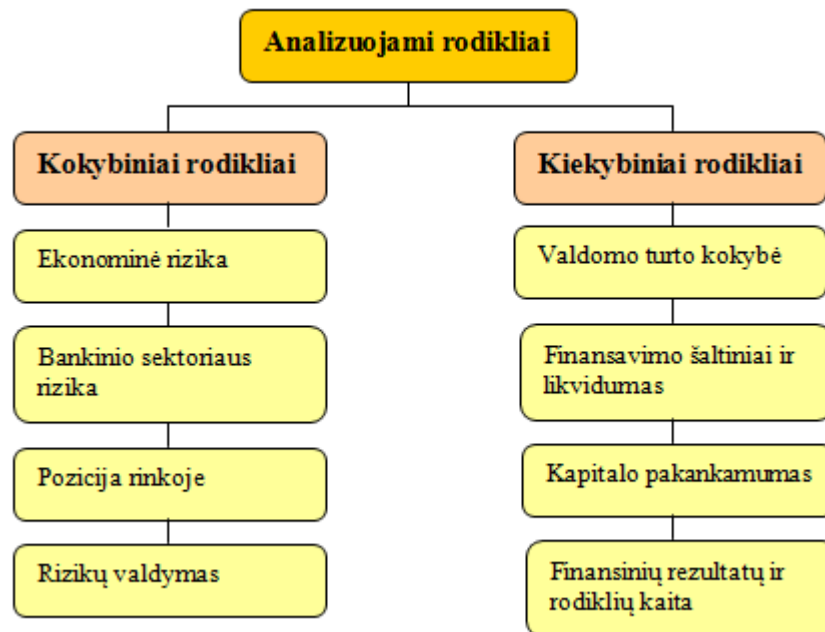 Analizuojami rodikliai
Kokybiniai rodikliai
Ekonominė rizika
Bankinio sektoriaus
rizika
Pozicija rinkoje
Rizikų valdymas
Kiekybiniai rodikliai
Valdomo turto kokybė
Finansavimo šaltiniai ir
likvidumas
Kapitalo pakankamumas
Finansinių rezultatų ir
rodiklių kaita